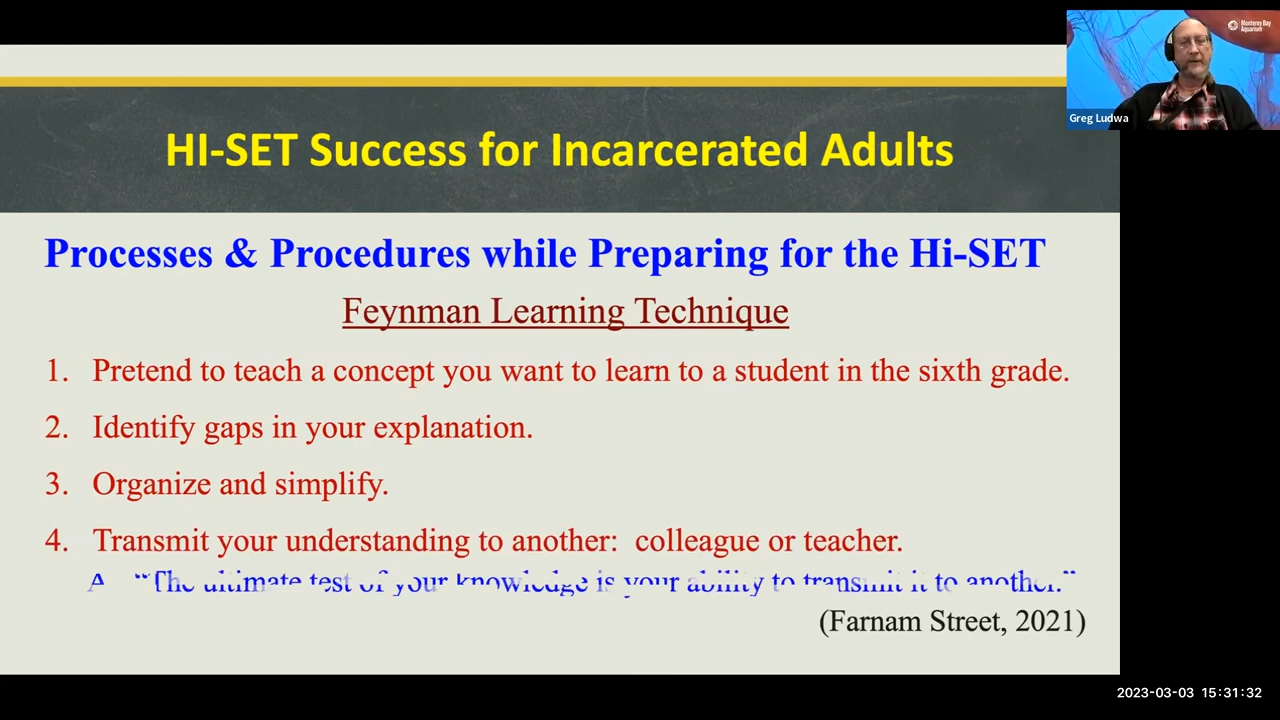 Monterey Bay
Aquarium
Greg Ludwa
HI-SET Success for Incarcerated Adults
Processes & Procedures while Preparing for the Hi-SET
Feynman Learning Technique
1. Pretend to teach a concept you want to learn to a student in the sixth grade.
2. Identify gaps in your explanation.
3. Organize and simplify.
4. Transmit your understanding to another: colleague or teacher.
A. “The ultimate test of your knowledge is your ability to transmit it to another.”
(Farnam Street, 2021)
2023-03-03 15:31:32